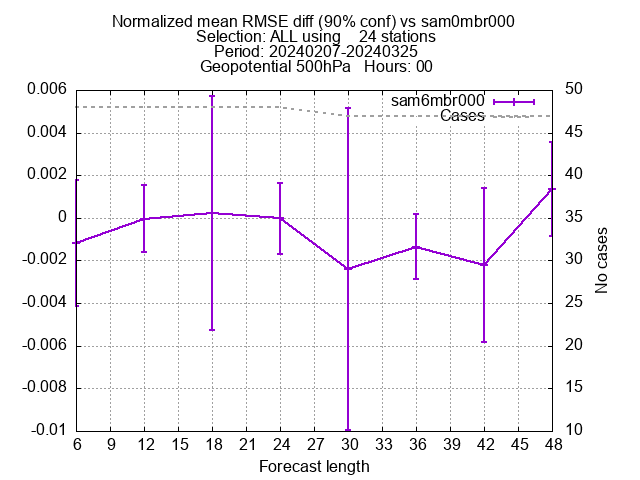 Normalized mean RMSE diff (90% conf) vs sam0mbr000
Selection: ALL using    24 stations
Period: 20240207-20240325
Geopotential 500hPa   Hours: 00
sam6mbr000
Cases
0.006
0.004
0.002
0
-0.002
-0.004
-0.006
-0.008
-0.01
50
45
40
35
30
25
20
15
10
No cases
6 9 12 15 18 21 24 27 30 33 36 39 42 45 48
Forecast length